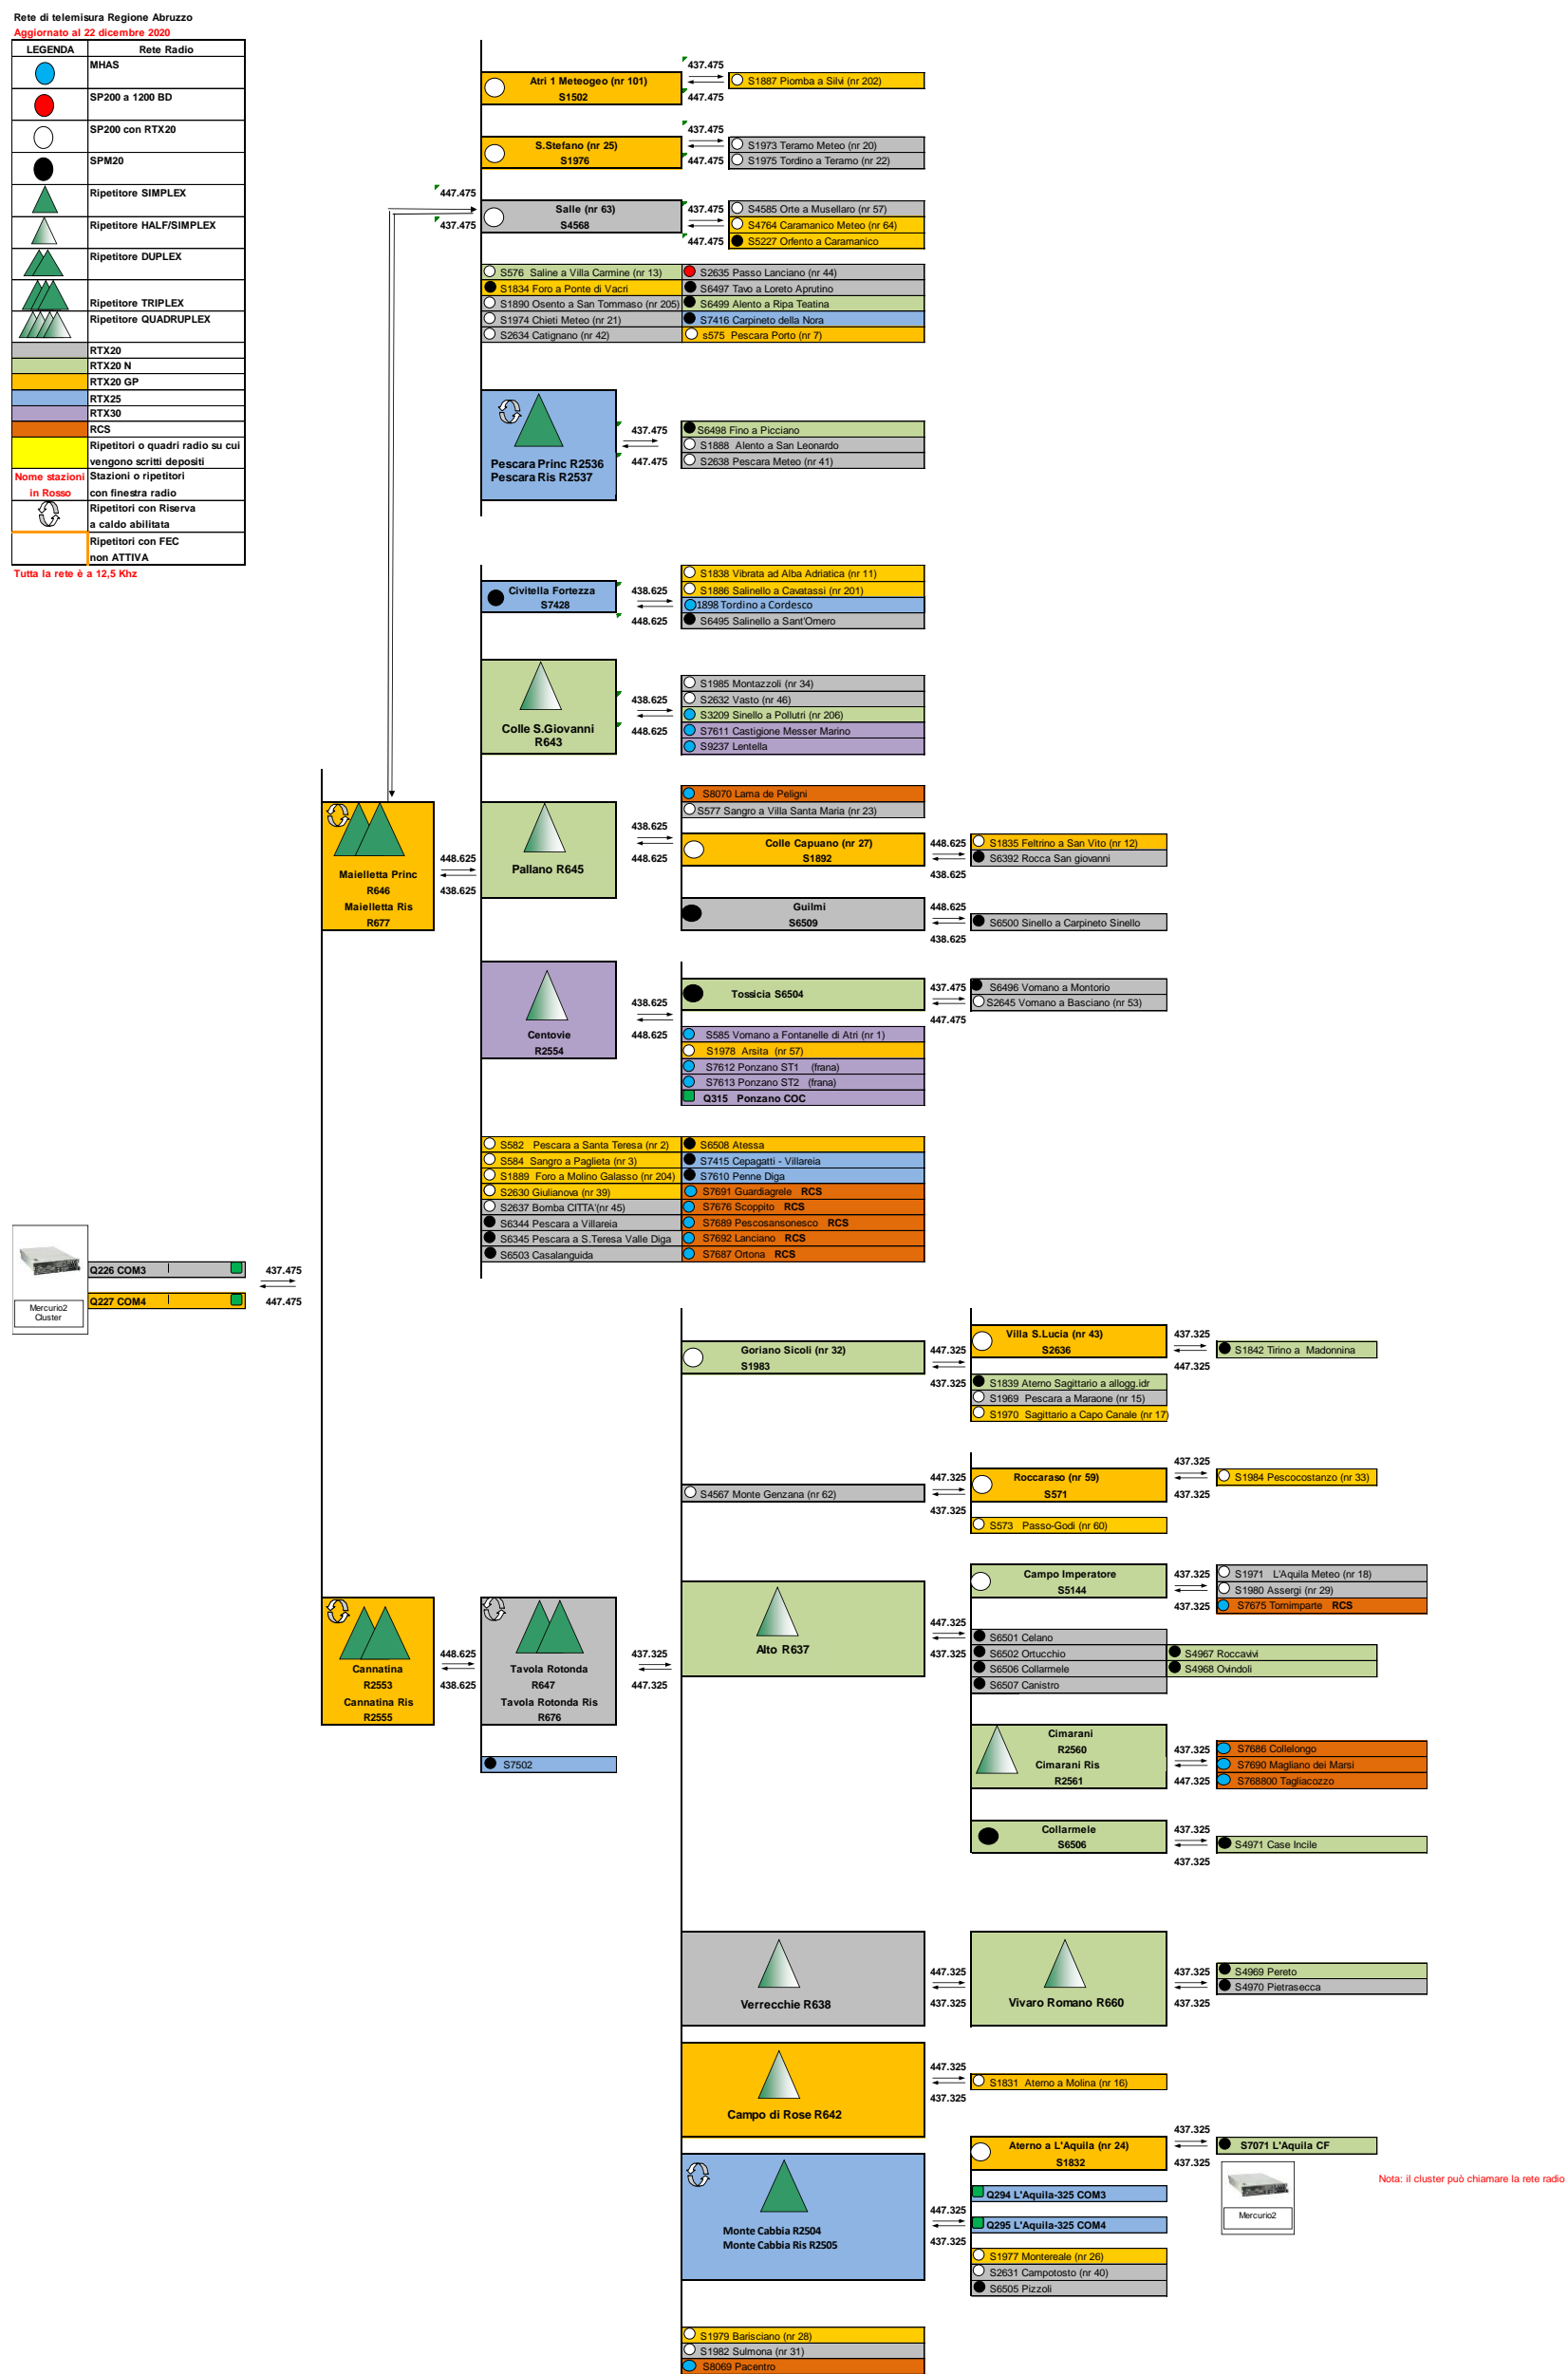 Rete di telemisura Regione Abruzzo
Aggiornato al 22 dicembre 2020
LEGENDA
Rete Radio
MHAS
SP200 a 1200 BD
SP200 con RTX20
SPM20
Ripetitore SIMPLEX
Ripetitore HALF/SIMPLEX
Ripetitore DUPLEX
Ripetitore TRIPLEX
Ripetitore QUADRUPLEX
RTX20
RTX20 N
RTX20 GP
RTX25
RTX30
RCS
Ripetitori o quadri radio su cui
vengono scritti depositi
Nome stazioni
in Rosso
Stazioni o ripetitori
con finestra radio
Ripetitori con Riserva
a caldo abilitata
Ripetitori con FEC
non ATTIVA
Tutta la rete è a 12,5 Khz
Atri 1 Meteogeo (nr 101)
S1502
437.475
447.475
S1887 Piomba a Silvi (nr 202)
S.Stefano (nr 25)
S1976
437.475
447.475
S1973 Teramo Meteo (nr 20)
S1975 Tordino a Teramo (nr 22)
447.475
437.475
Salle (nr 63)
S4568
437.475
447.475
S4585 Orte a Musellaro (nr 57)
S4764 Caramanico Meteo (nr 64)
S5227 Orfento a Caramanico
S576 Saline a Villa Carmine (nr 13)
S1834 Foro a Ponte di Vacri
S1890 Osento a San Tommaso (nr 205)
S1974 Chieti Meteo (nr 21)
S2634 Catignano (nr 42)
S2635 Passo Lanciano (nr 44)
S6497 Tavo a Loreto Aprutino
S6499 Alento a Ripa Teatina
S7416 Carpineto della Nora
s575 Pescara Porto (nr 7)
Pescara Princ R2536
Pescara Ris R2537
437.475
447.475
S6498 Fino a Picciano
S1888 Alento a San Leonardo
S2638 Pescara Meteo (nr 41)
Civitella Fortezza
S7428
438.625
448.625
S1838 Vibrata ad Alba Adriatica (nr 11)
S1886 Salinello a Cavatassi (nr 201)
1898 Tordino a Cordesco
S6495 Salinello a Sant'Omero
Colle S.Giovanni
R643
438.625
448.625
S1985 Montazzoli (nr 34)
S2632 Vasto (nr 46)
S3209 Sinello a Pollutri (nr 206)
S7611 Castigione Messer Marino
S9237 Lentella
Maielletta Princ
R646
Maielletta Ris
R677
448.625
438.625
Pallano R645
438.625
448.625
S8070 Lama de Peligni
S577 Sangro a Villa Santa Maria (nr 23)
Colle Capuano (nr 27)
S1892
448.625
438.625
S1835 Feltrino a San Vito (nr 12)
S6392 Rocca San giovanni
Guilmi
S6509
448.625
438.625
S6500 Sinello a Carpineto Sinello
Centovie
R2554
438.625
448.625
Tossicia S6504
437.475
447.475
S6496 Vomano a Montorio
S2645 Vomano a Basciano (nr 53)
S585 Vomano a Fontanelle di Atri (nr 1)
S1978 Arsita (nr 57)
S7612 Ponzano ST1 (frana)
S7613 Ponzano ST2 (frana)
Q315 Ponzano COC
S582 Pescara a Santa Teresa (nr 2)
S584 Sangro a Paglieta (nr 3)
S1889 Foro a Molino Galasso (nr 204)
S2630 Giulianova (nr 39)
S2637 Bomba CITTA'(nr 45)
S6344 Pescara a Villareia
S6345 Pescara a S.Teresa Valle Diga
S6503 Casalanguida
S6508 Atessa
S7415 Cepagatti - Villareia
S7610 Penne Diga
S7691 Guardiagrele RCS
S7676 Scoppito RCS
S7689 Pescosansonesco RCS
S7692 Lanciano RCS
S7687 Ortona RCS
Mercurio2
Cluster
Q226 COM3
Q227 COM4
437.475
447.475
Goriano Sicoli (nr 32)
S1983
447.325
437.325
Villa S.Lucia (nr 43)
S2636
437.325
447.325
S1842 Tirino a Madonnina
S1839 Aterno Sagittario a allogg.idr
S1969 Pescara a Maraone (nr 15)
S1970 Sagittario a Capo Canale (nr 17)
S4567 Monte Genzana (nr 62)
447.325
437.325
Roccaraso (nr 59)
S571
437.325
437.325
S1984 Pescocostanzo (nr 33)
S573 Passo-Godi (nr 60)
Cannatina
R2553
Cannatina Ris
R2555
448.625
438.625
Tavola Rotonda
R647
Tavola Rotonda Ris
R676
437.325
447.325
S7502
Alto R637
447.325
437.325
Campo Imperatore
S5144
437.325
437.325
S1971 L'Aquila Meteo (nr 18)
S1980 Assergi (nr 29)
S7675 Tornimparte RCS
S6501 Celano
S6502 Ortucchio
S6506 Collarmele
S6507 Canistro
S4967 Roccavivi
S4968 Ovindoli
Cimarani
R2560
Cimarani Ris
R2561
437.325
447.325
S7686 Collelongo
S7690 Magliano dei Marsi
S768800 Tagliacozzo
Collarmele
S6506
437.325
437.325
S4971 Case Incile
Verrecchie R638
447.325
437.325
Vivaro Romano R660
437.325
437.325
S4969 Pereto
S4970 Pietrasecca
Campo di Rose R642
447.325
437.325
S1831 Aterno a Molina (nr 16)
Monte Cabbia R2504
Monte Cabbia Ris R2505
447.325
437.325
Aterno a L'Aquila (nr 24)
S1832
437.325
437.325
S7071 L'Aquila CF
Mercurio2
Nota: il cluster può chiamare la rete radio
Q294 L'Aquila-325 COM3
Q295 L'Aquila-325 COM4
S1977 Montereale (nr 26)
S2631 Campotosto (nr 40)
S6505 Pizzoli
S1979 Barisciano (nr 28)
S1982 Sulmona (nr 31)
S8069 Pacentro